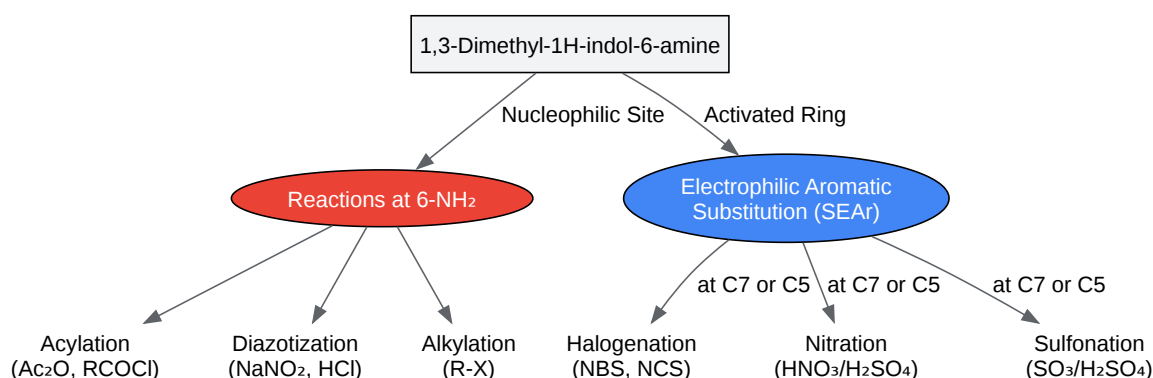 1,3-Dimethyl-1H-indol-6-amine
Nucleophilic Site
Activated Ring
Reactions at 6-NH₂
Electrophilic Aromatic
Substitution (SEAr)
at C7 or C5
at C7 or C5
at C7 or C5
Acylation
(Ac₂O, RCOCl)
Diazotization
(NaNO₂, HCl)
Alkylation
(R-X)
Halogenation
(NBS, NCS)
Nitration
(HNO₃/H₂SO₄)
Sulfonation
(SO₃/H₂SO₄)